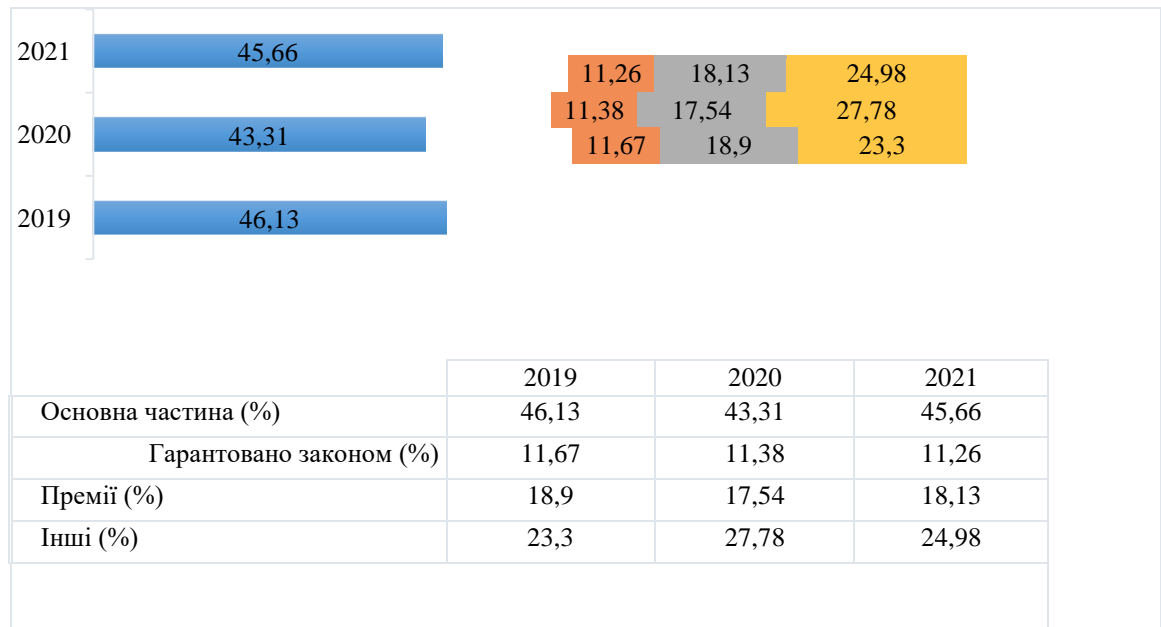 2021 45,66
11,26 18,13 24,98
11,38 17,54 27,78
2020 43,31
11,67 18,9 23,3
2019 46,13
2019 2020 2021
Основна частина (%) 46,13 43,31 45,66
Гарантовано законом (%) 11,67 11,38 11,26
Премії (%) 18,9 17,54 18,13
Інші (%) 23,3 27,78 24,98